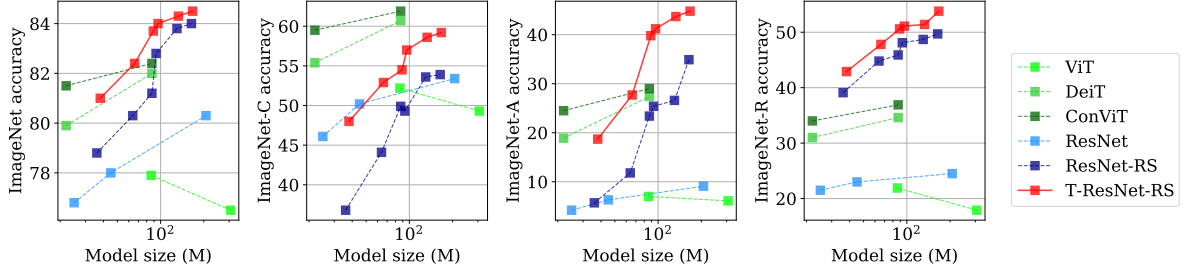 ImageNet accuracy
84
82
80
78
10²
Model size (M)
ImageNet-C accuracy
60
55
50
45
40
10²
Model size (M)
ImageNet-A accuracy
40
30
20
10
10²
Model size (M)
ImageNet-R accuracy
50
40
30
20
10²
Model size (M)
ViT
DeiT
ConViT
ResNet
ResNet-RS
T-ResNet-RS